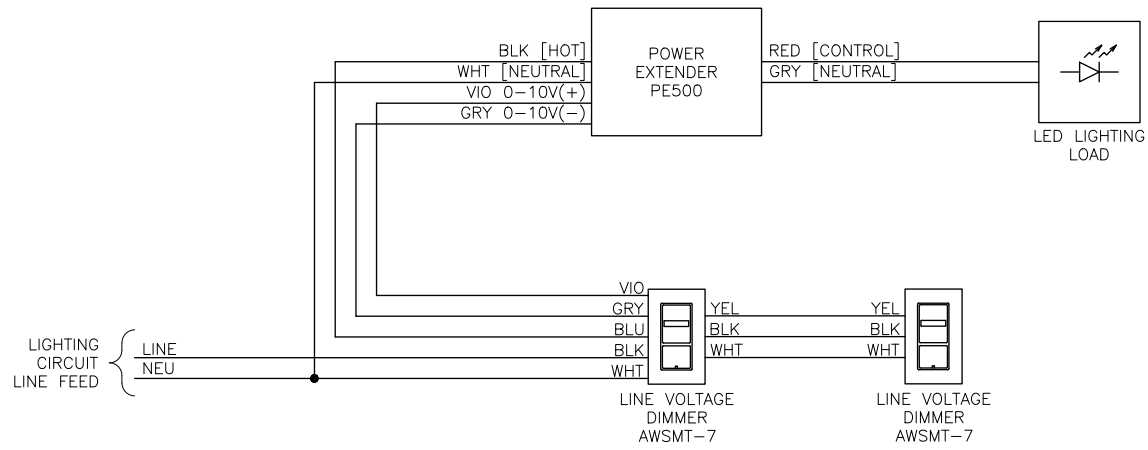 BLK [HOT]
WHT [NEUTRAL]
VIO 0-10V(+)
GRY 0-10V(-)
POWER
EXTENDER
PE500
RED [CONTROL]
GRY [NEUTRAL]
LED LIGHTING
LOAD
LIGHTING
CIRCUIT
LINE FEED
LINE
NEU
VIO
GRY
BLU
BLK
WHT
YEL
BLK
WHT
YEL
BLK
WHT
LINE VOLTAGE
DIMMER
AWSMT-7
LINE VOLTAGE
DIMMER
AWSMT-7